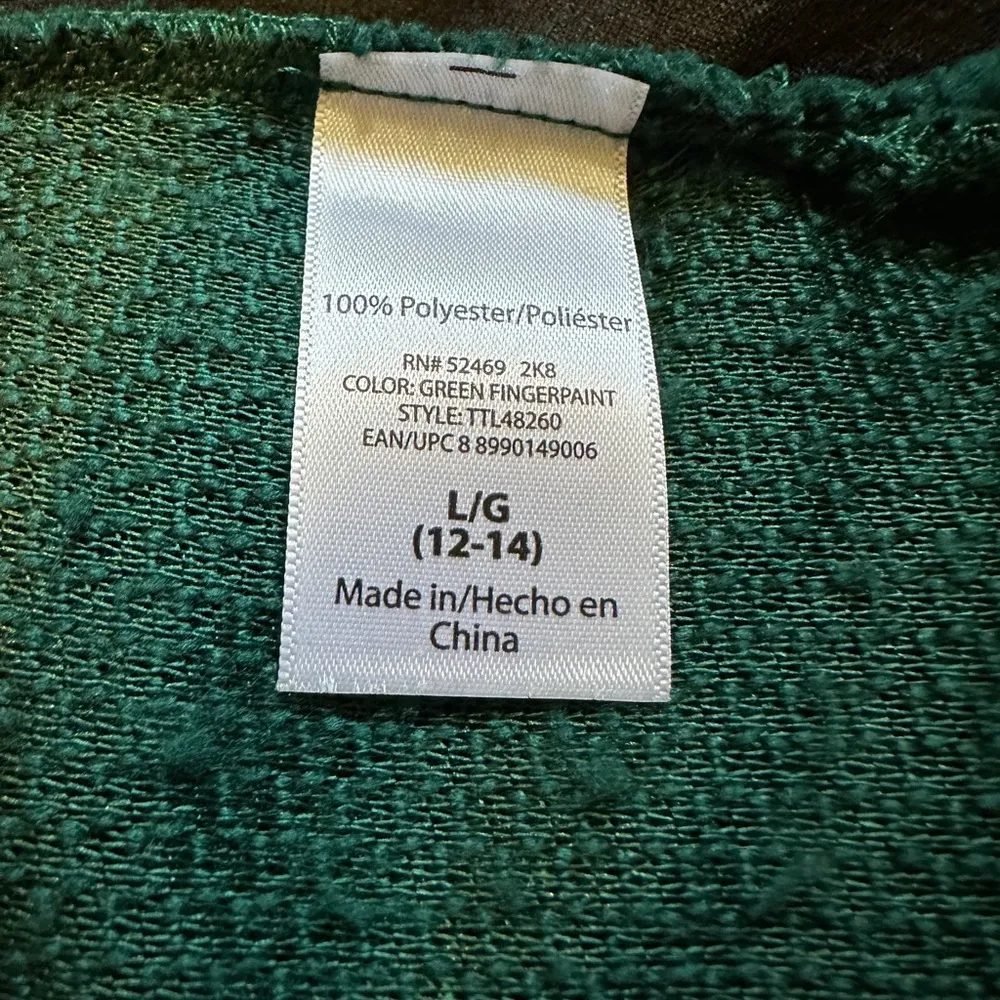 100% Polyester/Poliéster
RN# 52469 2K8
COLOR: GREEN FINGERPAINT
STYLE: TTL48260
EAN/UPC 8 8990149006
L/G
(12-14)
Made in/Hecho en
China